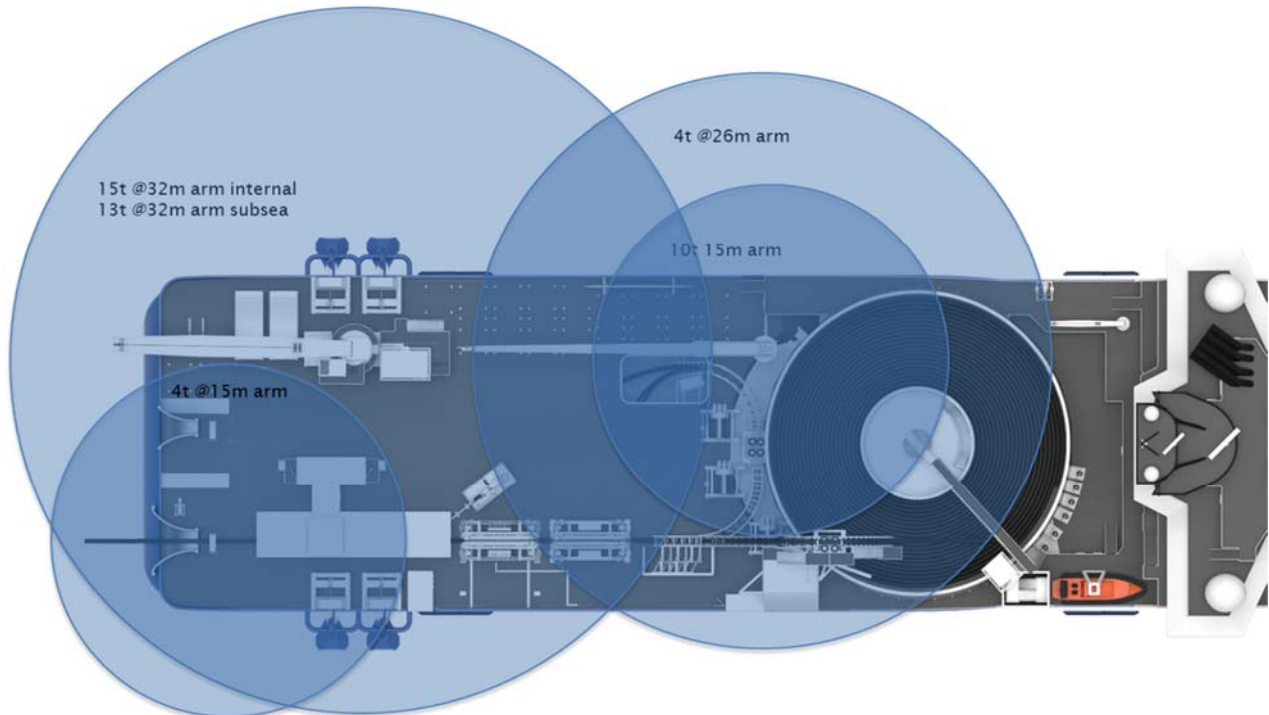 4t @26m arm
15t @32m arm internal
13t @32m arm subsea
10t 15m arm
4t @15m arm